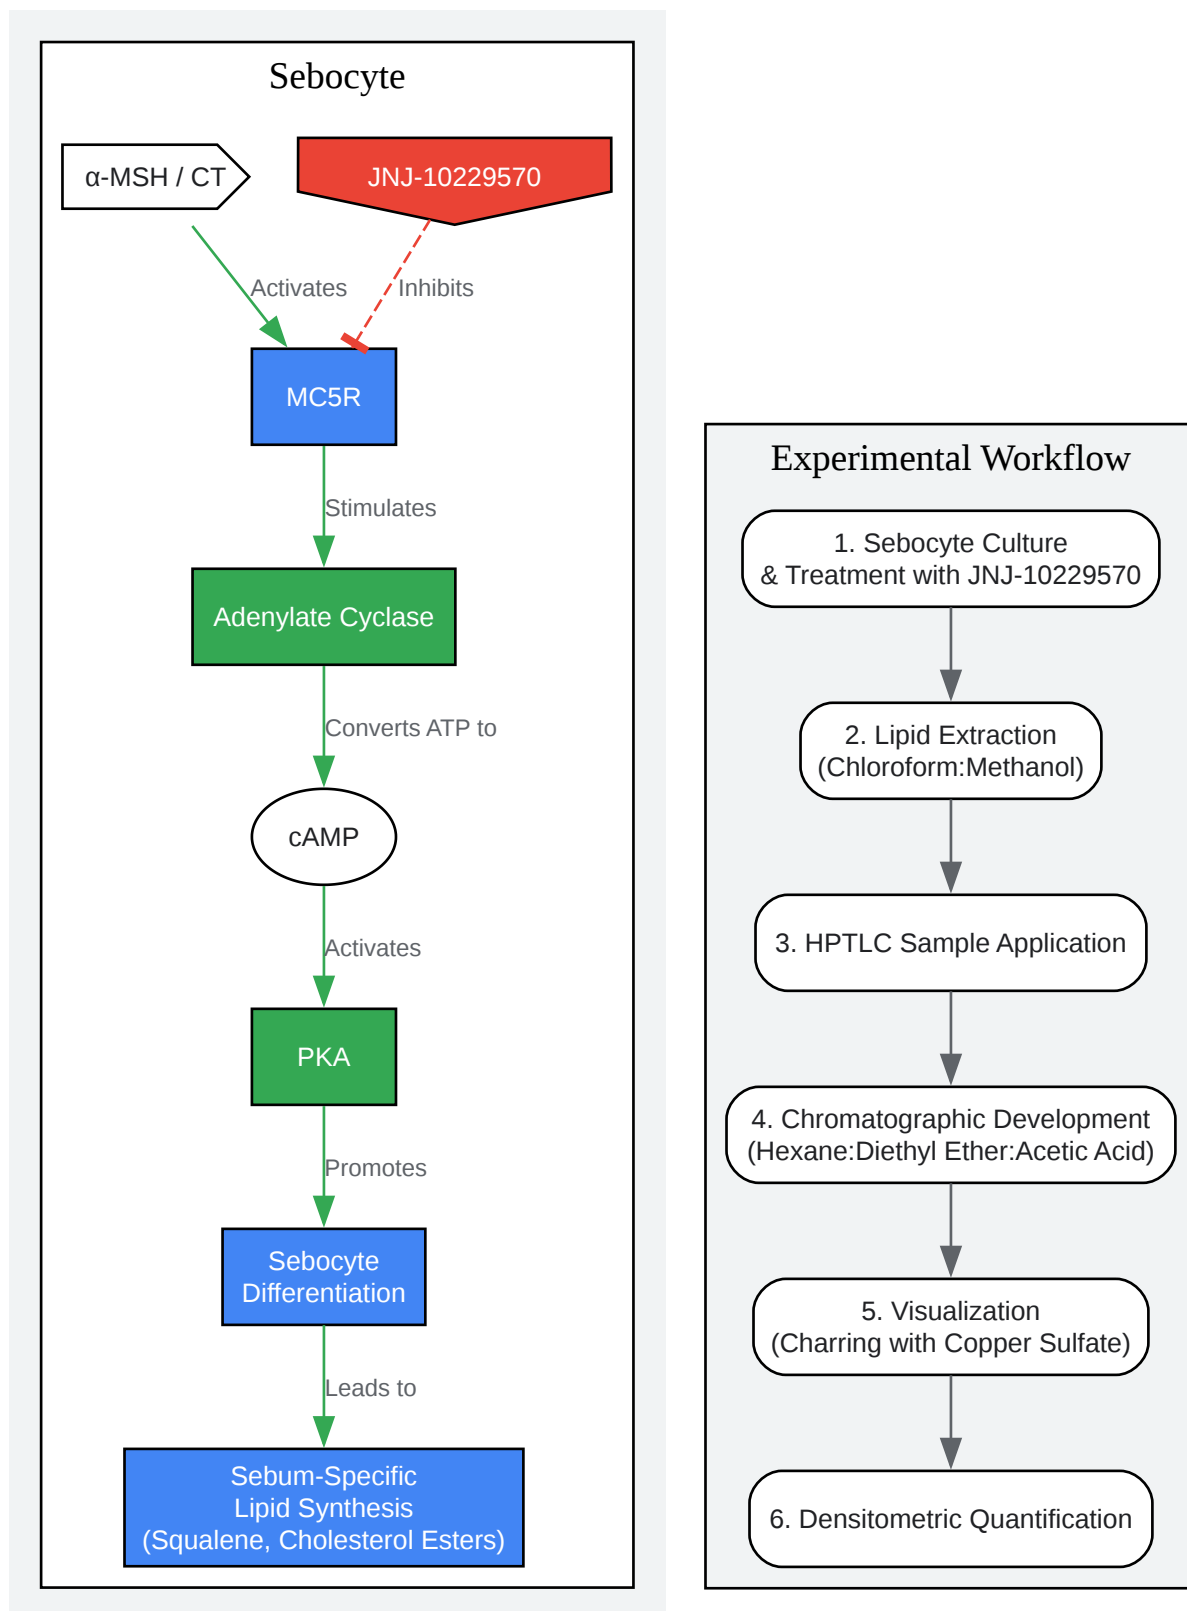 Sebocyte
α-MSH / CT
JNJ-10229570
Activates
Inhibits
MC5R
Stimulates
Adenylate Cyclase
Converts ATP to
cAMP
Activates
PKA
Promotes
Sebocyte
Differentiation
Leads to
Sebum-Specific
Lipid Synthesis
(Squalene, Cholesterol Esters)
Experimental Workflow
1. Sebocyte Culture
& Treatment with JNJ-10229570
2. Lipid Extraction
(Chloroform:Methanol)
3. HPTLC Sample Application
4. Chromatographic Development
(Hexane:Diethyl Ether:Acetic Acid)
5. Visualization
(Charring with Copper Sulfate)
6. Densitometric Quantification